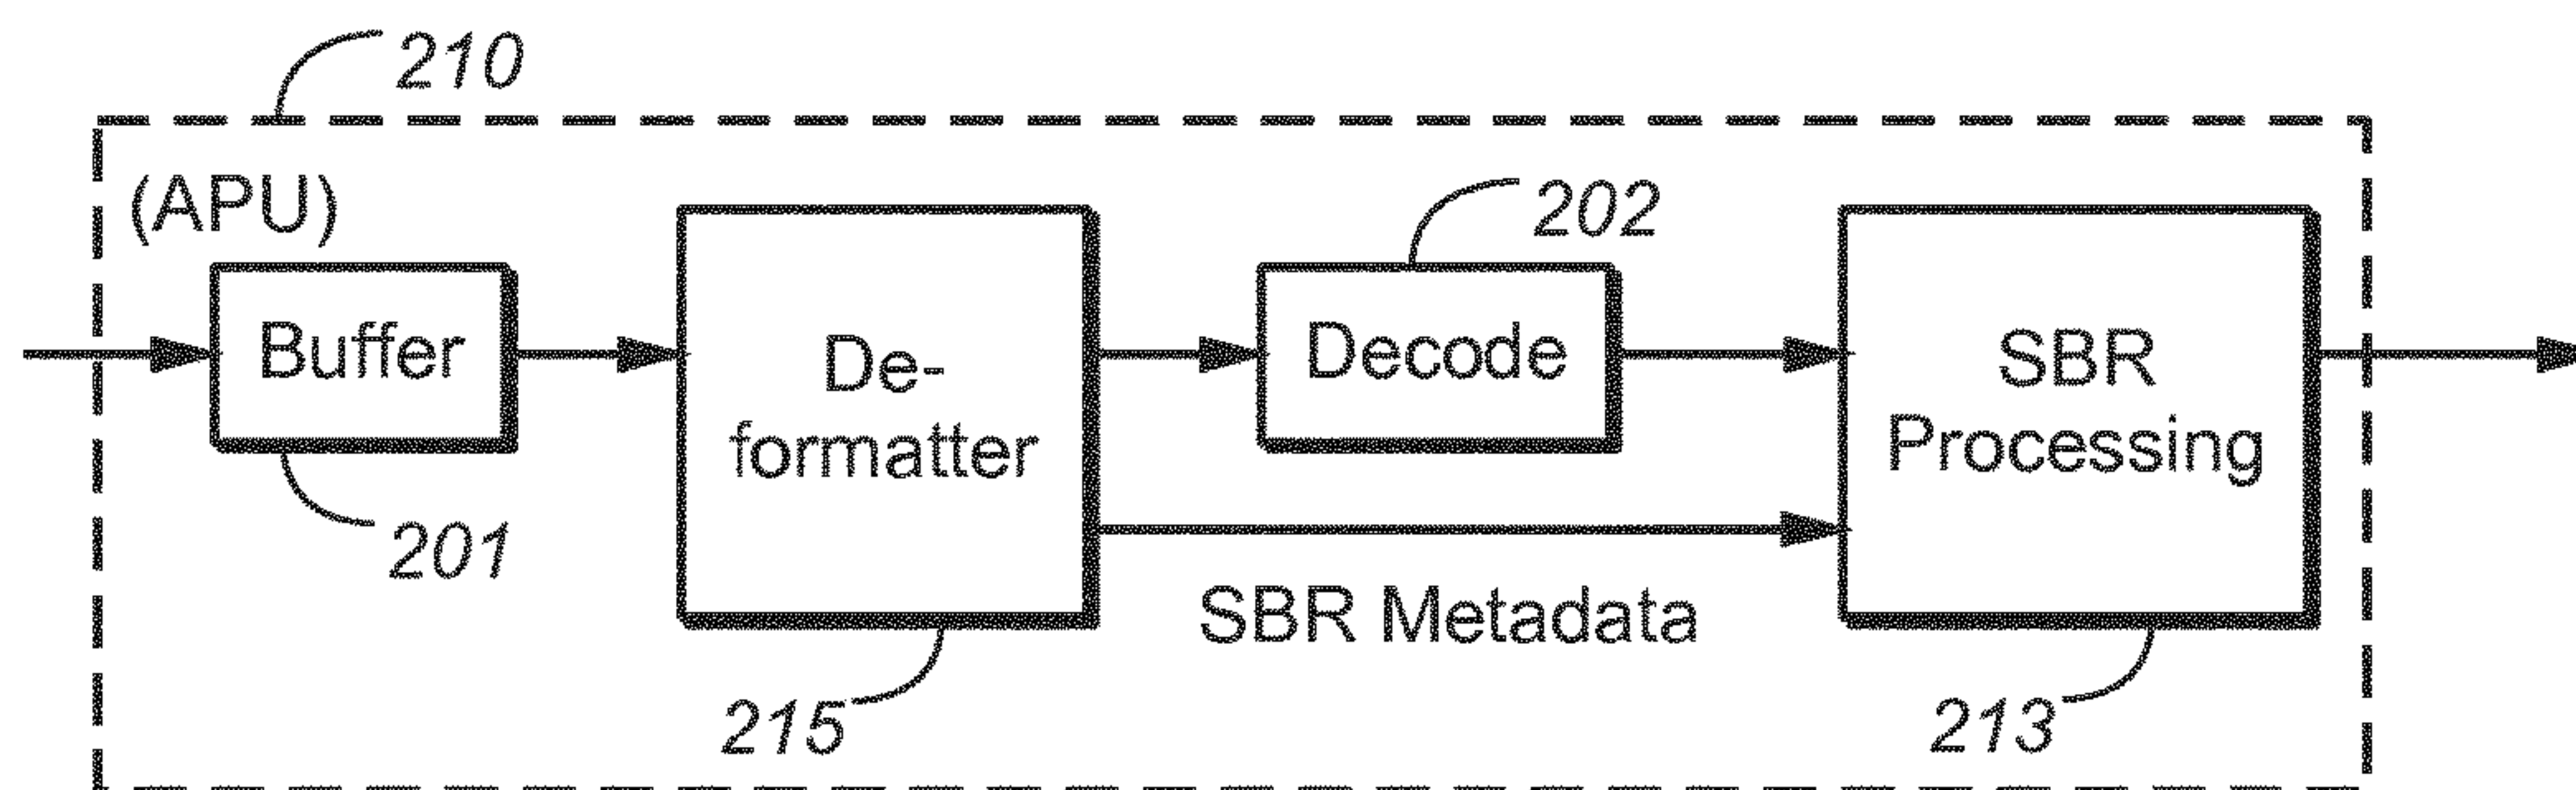 210
(APU)
202
Buffer
De-
formatter
Decode
SBR
Processing
201
SBR Metadata
215
213